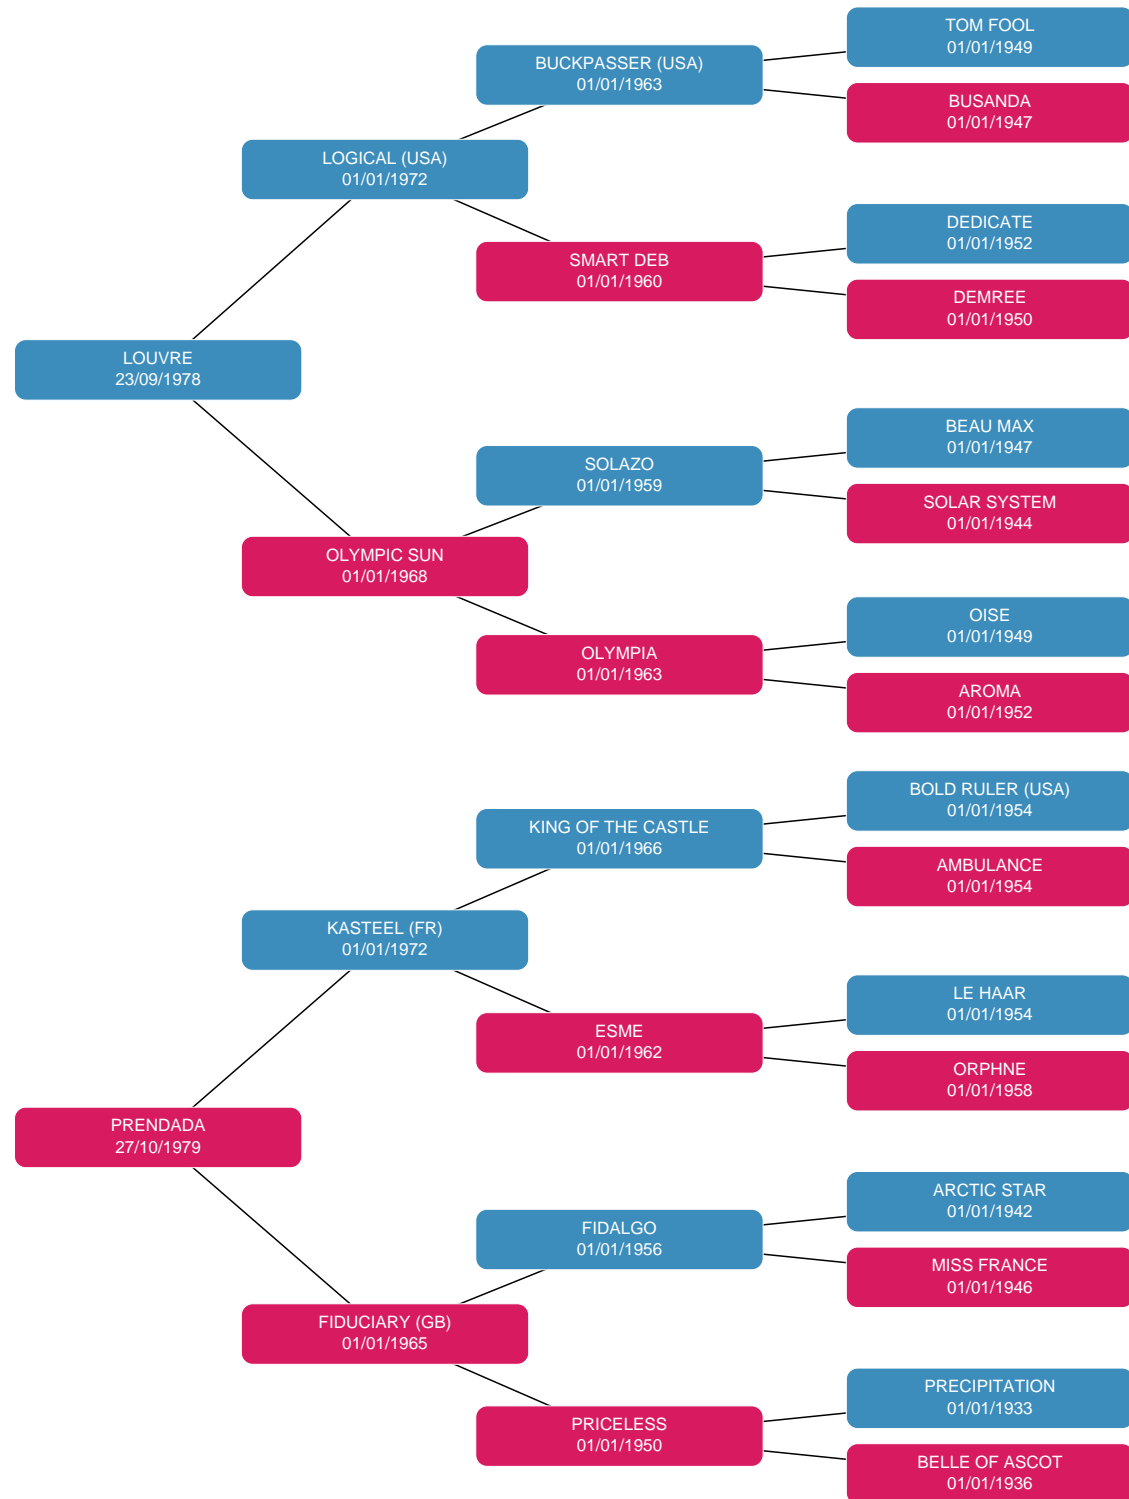 TOM FOOL
01/01/1949
BUCKPASSER (USA)
01/01/1963
BUSANDA
01/01/1947
LOGICAL (USA)
01/01/1972
DEDICATE
01/01/1952
SMART DEB
01/01/1960
DEMREE
01/01/1950
LOUVRE
23/09/1978
BEAU MAX
01/01/1947
SOLAZO
01/01/1959
SOLAR SYSTEM
01/01/1944
OLYMPIC SUN
01/01/1968
OISE
01/01/1949
OLYMPIA
01/01/1963
AROMA
01/01/1952
BOLD RULER (USA)
01/01/1954
KING OF THE CASTLE
01/01/1966
AMBULANCE
01/01/1954
KASTEEL (FR)
01/01/1972
LE HAAR
01/01/1954
ESME
01/01/1962
ORPHNE
01/01/1958
PRENDADA
27/10/1979
ARCTIC STAR
01/01/1942
FIDALGO
01/01/1956
MISS FRANCE
01/01/1946
FIDUCIARY (GB)
01/01/1965
PRECIPITATION
01/01/1933
PRICELESS
01/01/1950
BELLE OF ASCOT
01/01/1936